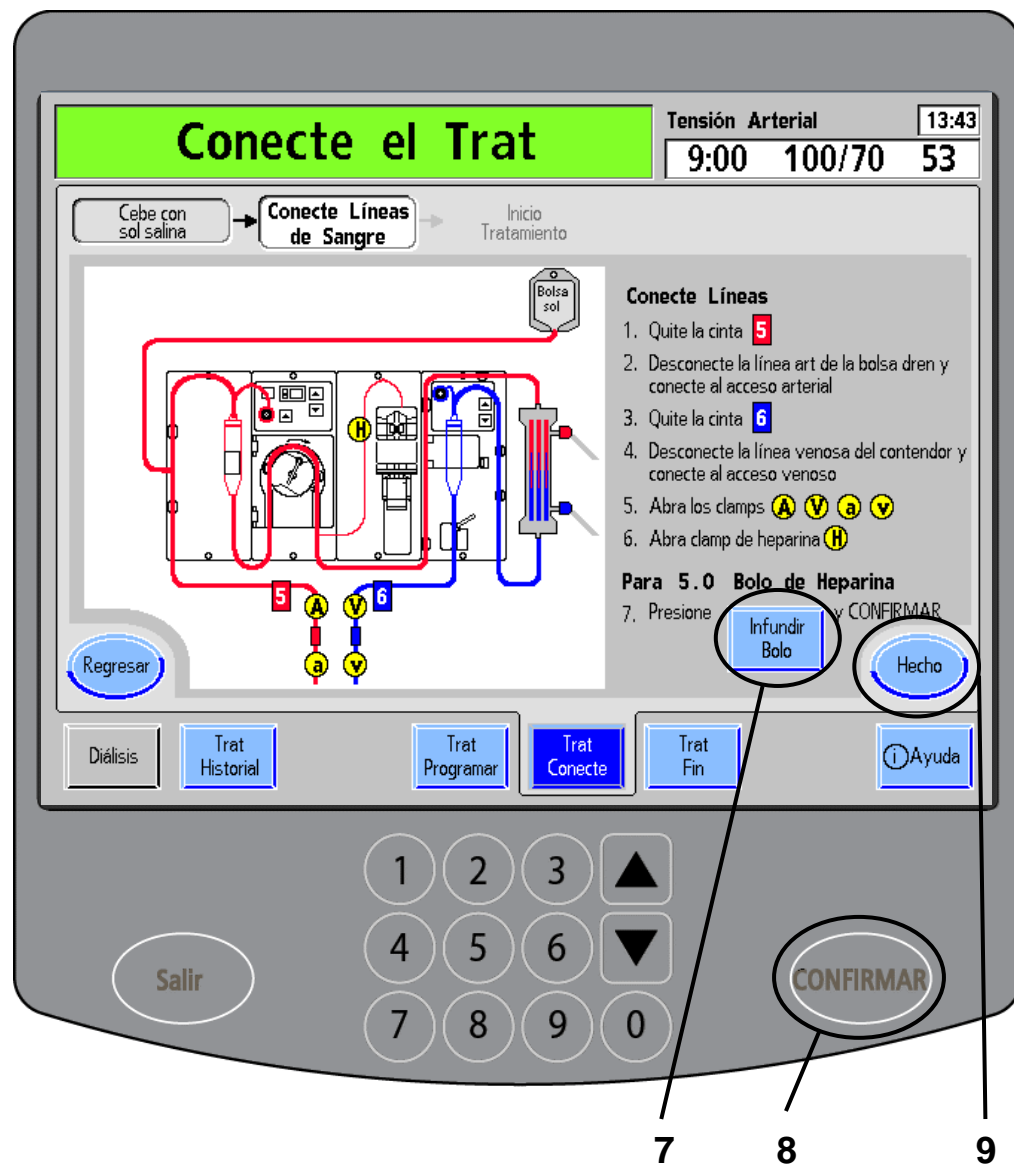 Conecte el Trat
Tensión Arterial
13:43
9:00 100/70 53
Cebe con
sol salina
Conecte Líneas
de Sangre
Inicio
Tratamiento
Bolsa
sol
H
5
6
A
V
a
v
Conecte Líneas
1. Quite la cinta 5
2. Desconecte la línea art de la bolsa dren y
conecte al acceso arterial
3. Quite la cinta 6
4. Desconecte la línea venosa del contendor y
conecte al acceso venoso
5. Abra los clamps A V a v
6. Abra clamp de heparina H
Para 5.0 Bolo de Heparina
7. Presione Infundir Bolo y CONFIRMAR
Regresar
Hecho
Diálisis
Trat
Historial
Trat
Programar
Trat
Conecte
Trat
Fin
i Ayuda
1 2 3
4 5 6
7 8 9 0
Salir
CONFIRMAR
7 8 9